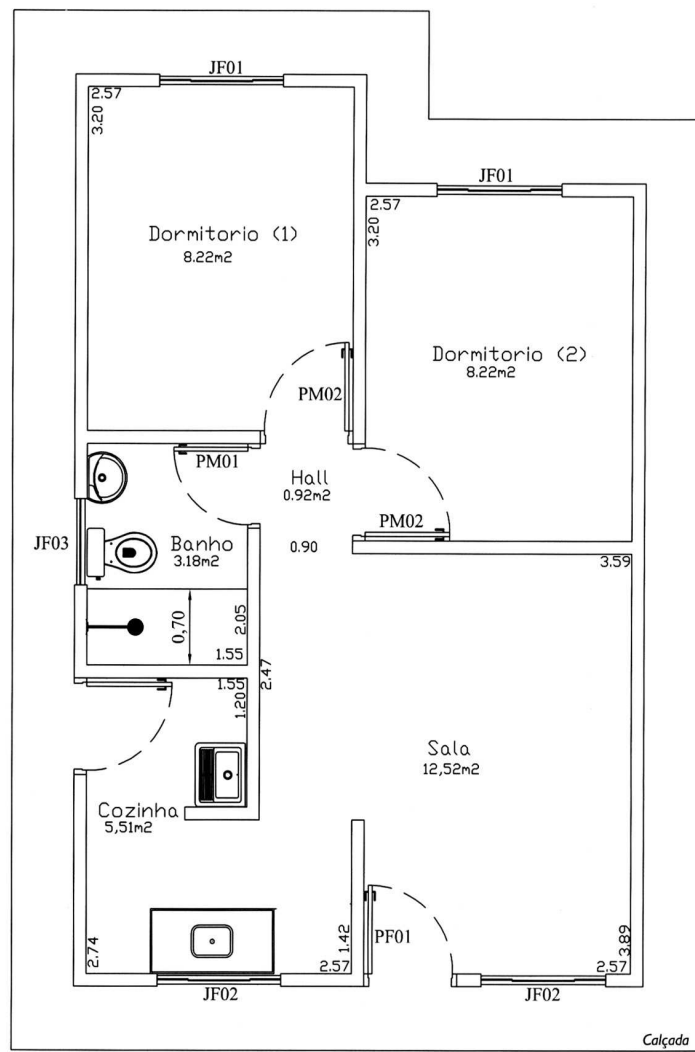 JF01
2.57
3.20
Dormitorio (1)
8.22m2
PM02
JF01
2.57
3.20
Dormitorio (2)
8.22m2
PM01
Hall
0.92m2
PM02
JF03
Banho
3.18m2
0.90
3.59
0,70
2.05
1.55
2.47
1.55
1.20
Sala
12,52m2
Cozinha
5,51m2
2.74
1.42
2.57
PF01
3.89
2.57
JF02
JF02
Calçada